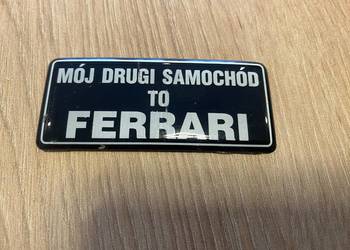 MÓJ DRUGI SAMOCHÓD
TO
FERRARI